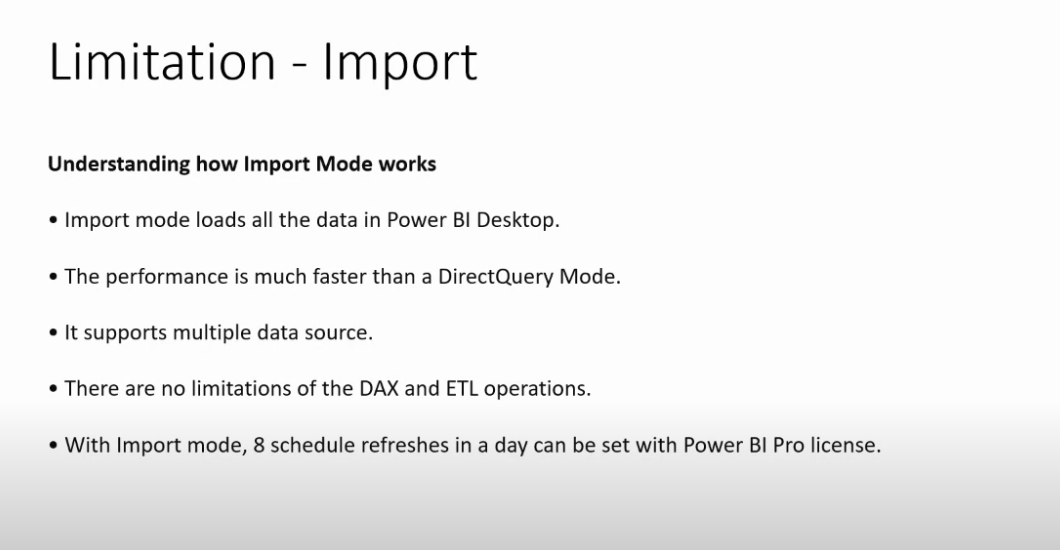 Limitation - Import
Understanding how Import Mode works
• Import mode loads all the data in Power BI Desktop.
• The performance is much faster than a DirectQuery Mode.
• It supports multiple data source.
• There are no limitations of the DAX and ETL operations.
• With Import mode, 8 schedule refreshes in a day can be set with Power BI Pro license.